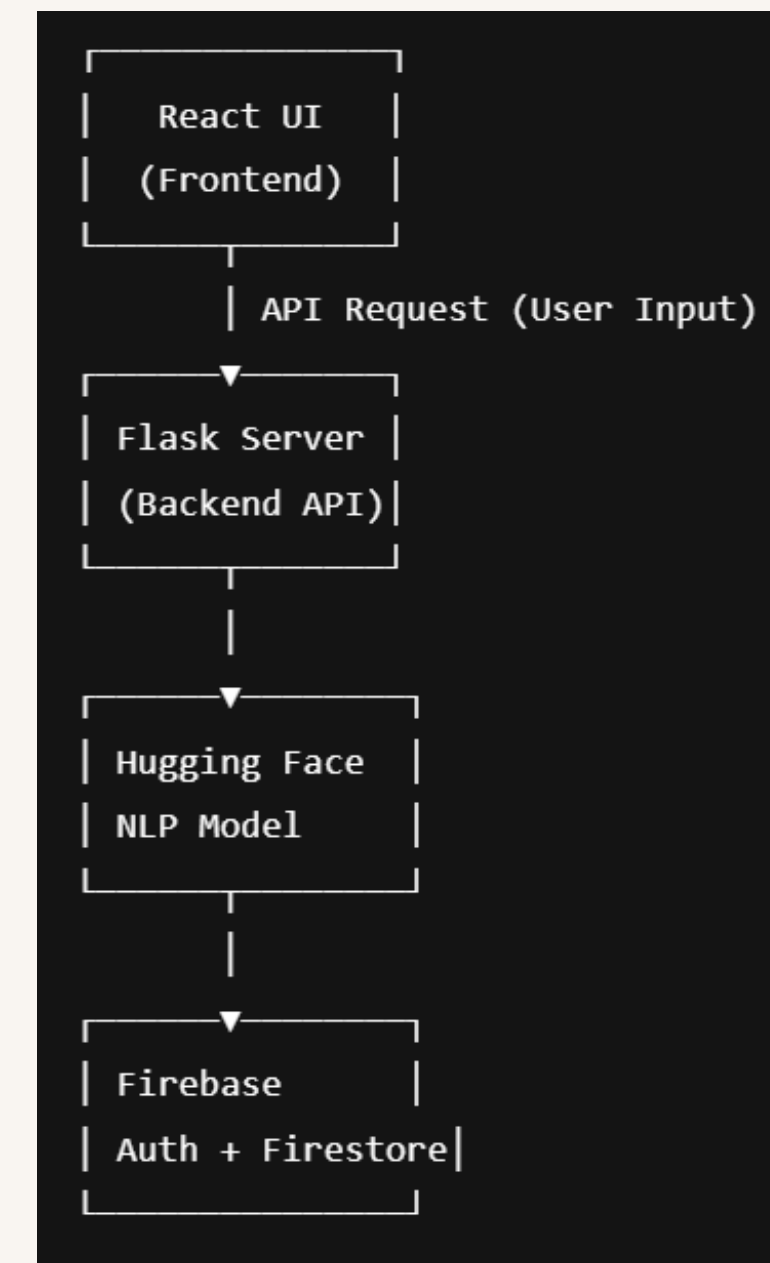 React UI
(Frontend)
API Request (User Input)
Flask Server
(Backend API)
Hugging Face
NLP Model
Firebase
Auth + Firestore